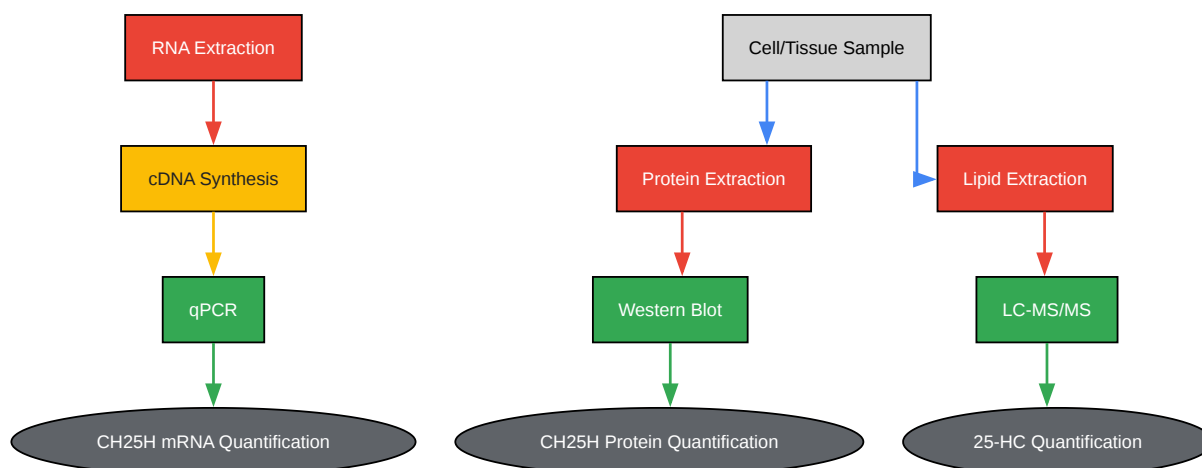 RNA Extraction
Cell/Tissue Sample
cDNA Synthesis
Protein Extraction
Lipid Extraction
qPCR
Western Blot
LC-MS/MS
CH25H mRNA Quantification
CH25H Protein Quantification
25-HC Quantification